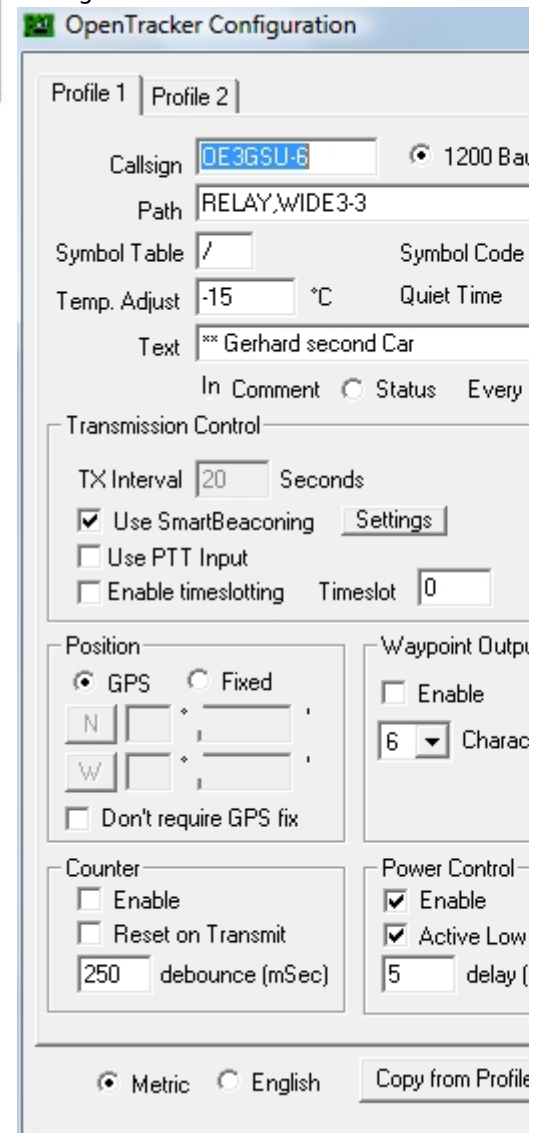 OpenTracker Configuration
Profile 1 Profile 2
Callsign OE3GSU-6 1200 Bau
Path RELAY,WIDE3-3
Symbol Table / Symbol Code
Temp. Adjust -15 °C Quiet Time
Text ** Gerhard second Car
In Comment Status Every
Transmission Control
TX Interval 20 Seconds
Use SmartBeaconing Settings
Use PTT Input
Enable timeslotting Timeslot 0
Position
GPS Fixed
N ° , '
W ° , '
Don't require GPS fix
Waypoint Outpu
Enable
6 Charac
Counter
Enable
Reset on Transmit
250 debounce (mSec)
Power Control
Enable
Active Low
5 delay (
Metric English Copy from Profile